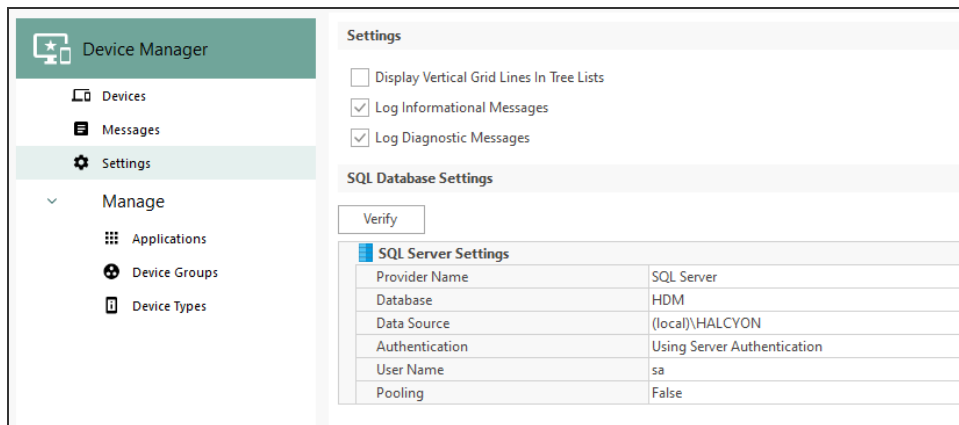 Device Manager
Devices
Messages
Settings
Manage
Applications
Device Groups
Device Types
Settings
Display Vertical Grid Lines In Tree Lists
Log Informational Messages
Log Diagnostic Messages
SQL Database Settings
Verify
SQL Server Settings
Provider Name SQL Server
Database HDM
Data Source (local)\HALCYON
Authentication Using Server Authentication
User Name sa
Pooling False